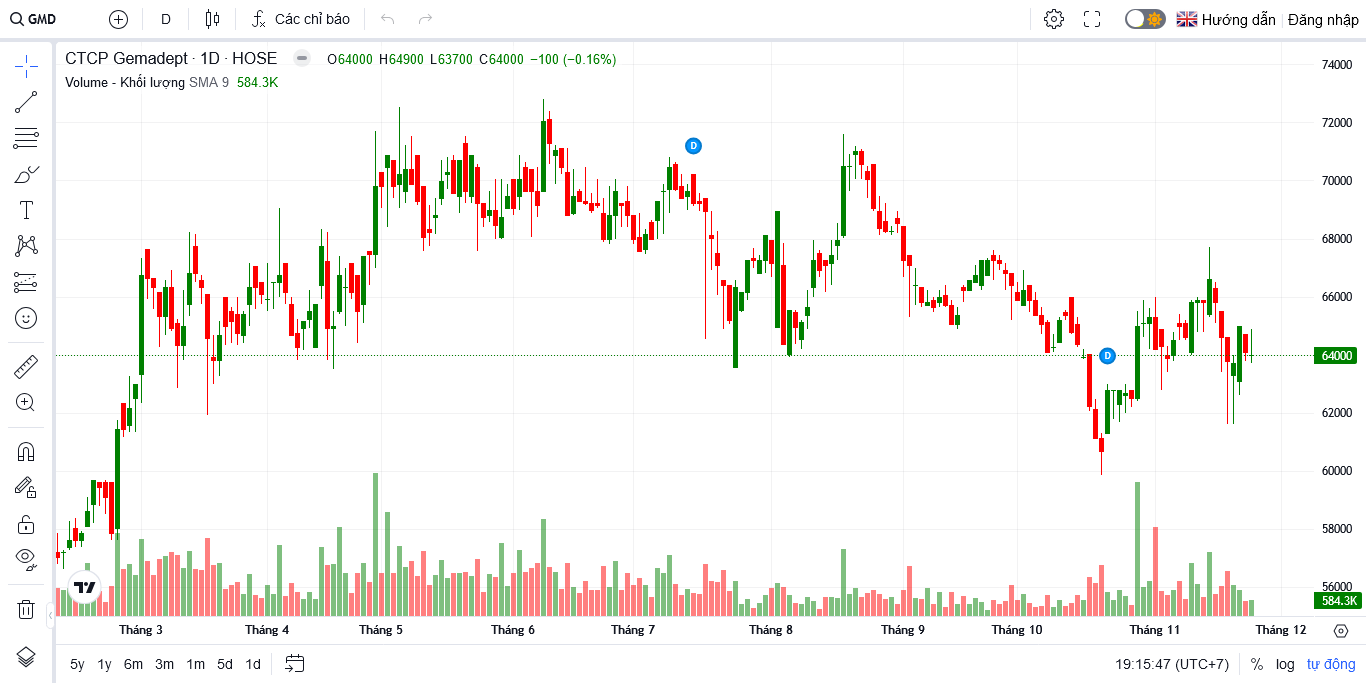 GMD D Các chỉ báo Hướng dẫn Đăng nhập
CTCP Gemadept · 1D · HOSE O64000 H64900 L63700 C64000 −100 (−0.16%)
Volume - Khối lượng SMA 9 584.3K
74000
72000
D
70000
68000
66000
64000
D
62000
60000
58000
56000
584.3K
Tháng 3 Tháng 4 Tháng 5 Tháng 6 Tháng 7 Tháng 8 Tháng 9 Tháng 10 Tháng 11 Tháng 12
5y 1y 6m 3m 1m 5d 1d 19:15:47 (UTC+7) % log tự động